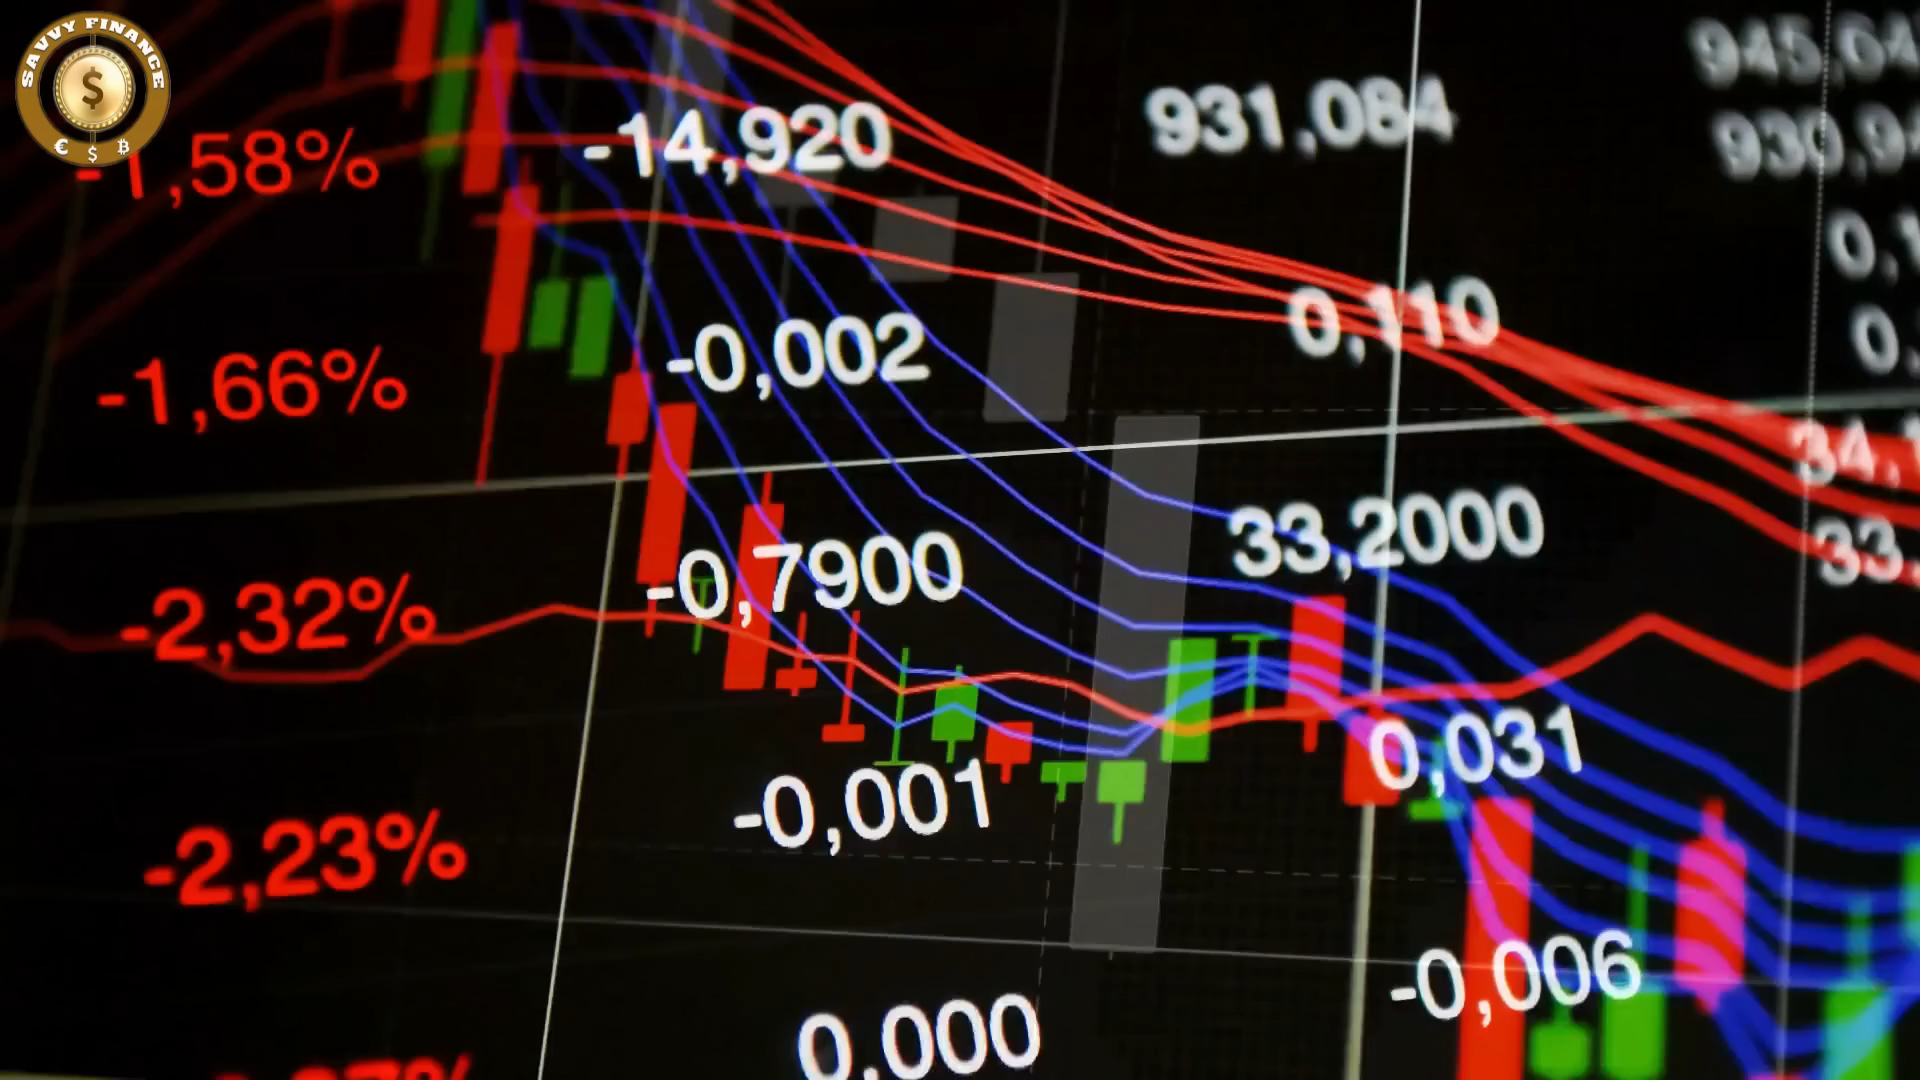 SAVVY FINANCE
$
€ $ ₿
-1,58% -14,920 931,084
-1,66% -0,002 0,110
-2,32% -0,7900 33,2000
-2,23% -0,001 0,031
0,000 -0,006